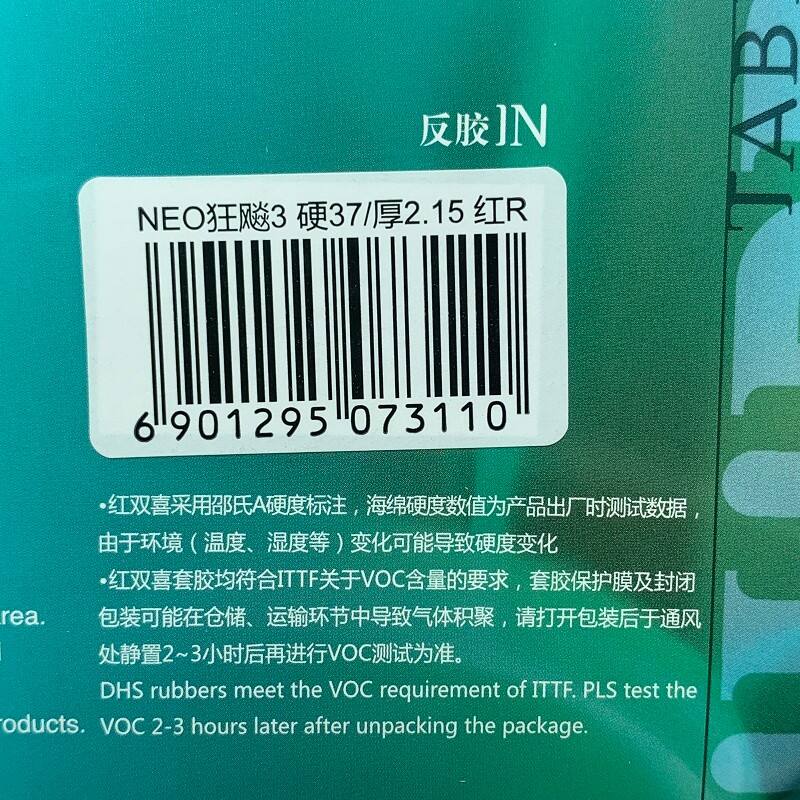 TAB
反胶IN
NEO狂飚3 硬37/厚2.15 红R
6 901295 073110
•红双喜采用邵氏A硬度标注，海绵硬度数值为产品出厂时测试数据，
由于环境（温度、湿度等）变化可能导致硬度变化
•红双喜套胶均符合ITTF关于VOC含量的要求，套胶保护膜及封闭
包装可能在仓储、运输环节中导致气体积聚，请打开包装后于通风
处静置2~3小时后再进行VOC测试为准。
DHS rubbers meet the VOC requirement of ITTF. PLS test the
VOC 2-3 hours later after unpacking the package.
rea.
roducts.